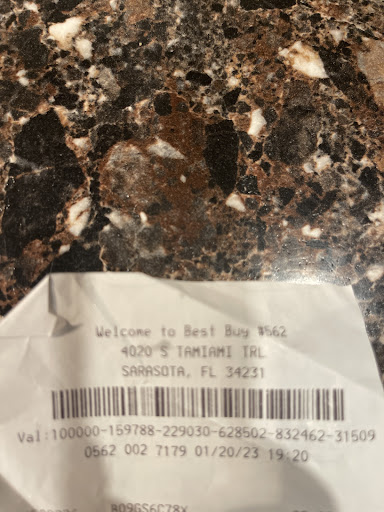 Welcome to Best Buy #562
4020 S TAMIAMI TRL
SARASOTA, FL 34231
Val:100000-159788-229030-628502-832462-31509
0562 002 7179 01/20/23 19:20